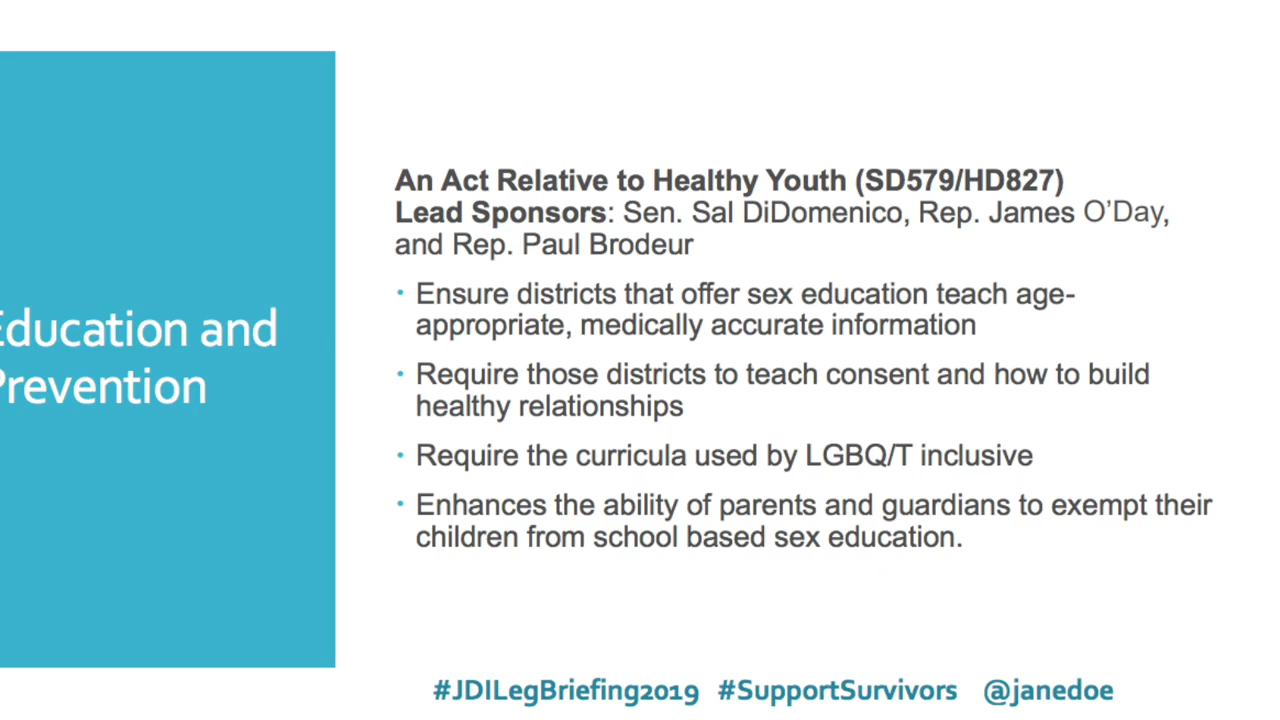 Education and
Prevention
An Act Relative to Healthy Youth (SD579/HD827)
Lead Sponsors: Sen. Sal DiDomenico, Rep. James O’Day,
and Rep. Paul Brodeur
· Ensure districts that offer sex education teach age-
appropriate, medically accurate information
· Require those districts to teach consent and how to build
healthy relationships
· Require the curricula used by LGBQ/T inclusive
· Enhances the ability of parents and guardians to exempt their
children from school based sex education.
#JDILegBriefing2019 #SupportSurvivors @janedoe